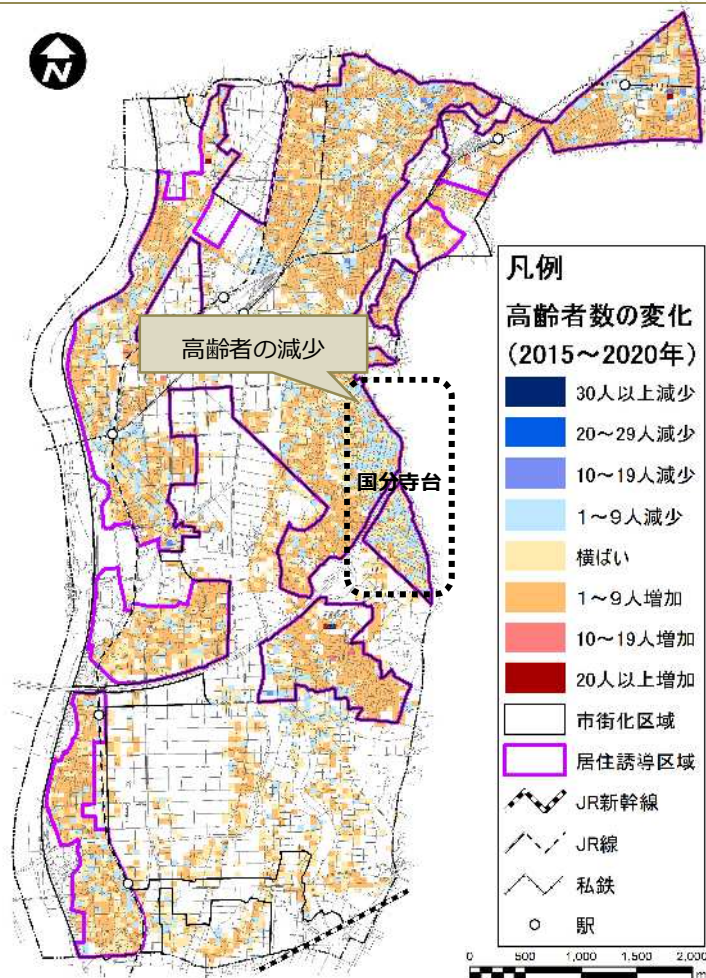 N
高齢者の減少
国分寺台
凡例
高齢者数の変化
(2015～2020年)
30人以上減少
20～29人減少
10～19人減少
1～9人減少
横ばい
1～9人増加
10～19人増加
20人以上増加
市街化区域
居住誘導区域
JR新幹線
JR線
私鉄
駅
0 500 1,000 1,500 2,000
m